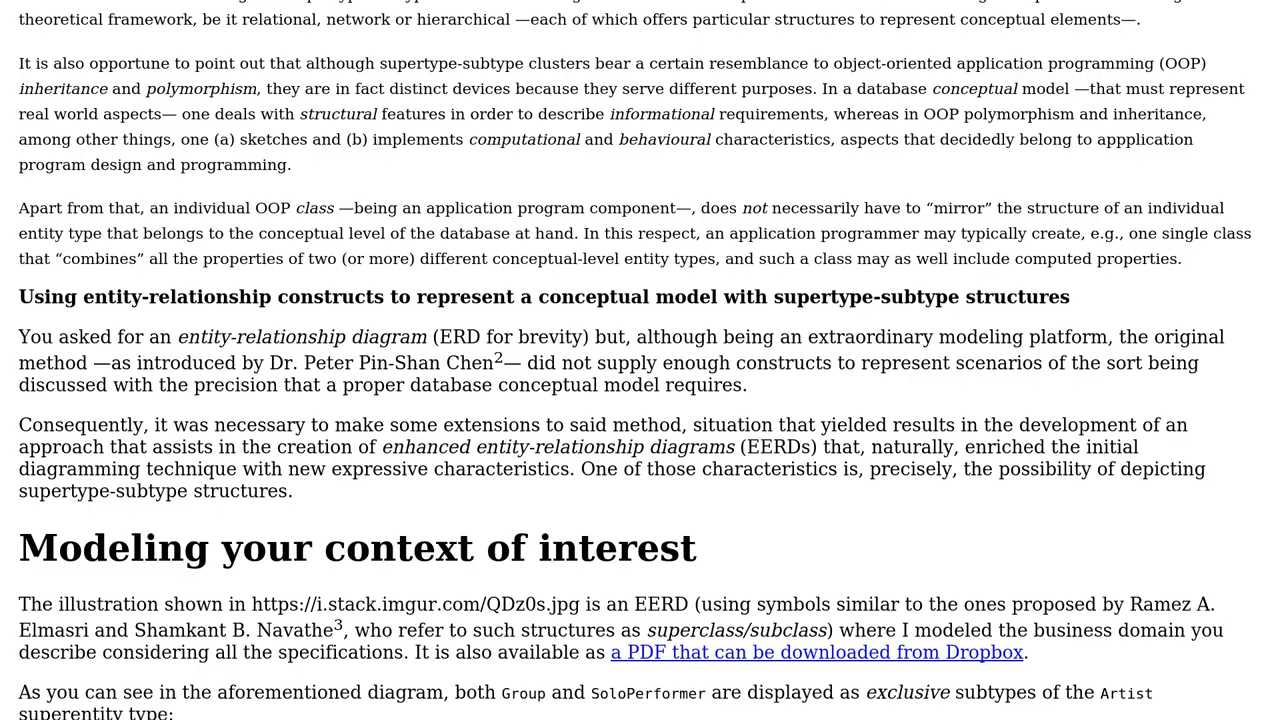 theoretical framework, be it relational, network or hierarchical —each of which offers particular structures to represent conceptual elements—.
It is also opportune to point out that although supertype-subtype clusters bear a certain resemblance to object-oriented application programming (OOP)
inheritance and polymorphism, they are in fact distinct devices because they serve different purposes. In a database conceptual model —that must represent
real world aspects— one deals with structural features in order to describe informational requirements, whereas in OOP polymorphism and inheritance,
among other things, one (a) sketches and (b) implements computational and behavioural characteristics, aspects that decidedly belong to appplication
program design and programming.
Apart from that, an individual OOP class —being an application program component—, does not necessarily have to “mirror” the structure of an individual
entity type that belongs to the conceptual level of the database at hand. In this respect, an application programmer may typically create, e.g., one single class
that “combines” all the properties of two (or more) different conceptual-level entity types, and such a class may as well include computed properties.
Using entity-relationship constructs to represent a conceptual model with supertype-subtype structures
You asked for an entity-relationship diagram (ERD for brevity) but, although being an extraordinary modeling platform, the original
method —as introduced by Dr. Peter Pin-Shan Chen2— did not supply enough constructs to represent scenarios of the sort being
discussed with the precision that a proper database conceptual model requires.
Consequently, it was necessary to make some extensions to said method, situation that yielded results in the development of an
approach that assists in the creation of enhanced entity-relationship diagrams (EERDs) that, naturally, enriched the initial
diagramming technique with new expressive characteristics. One of those characteristics is, precisely, the possibility of depicting
supertype-subtype structures.
Modeling your context of interest
The illustration shown in https://i.stack.imgur.com/QDz0s.jpg is an EERD (using symbols similar to the ones proposed by Ramez A.
Elmasri and Shamkant B. Navathe3, who refer to such structures as superclass/subclass) where I modeled the business domain you
describe considering all the specifications. It is also available as a PDF that can be downloaded from Dropbox.
As you can see in the aforementioned diagram, both Group and SoloPerformer are displayed as exclusive subtypes of the Artist
superentity type: